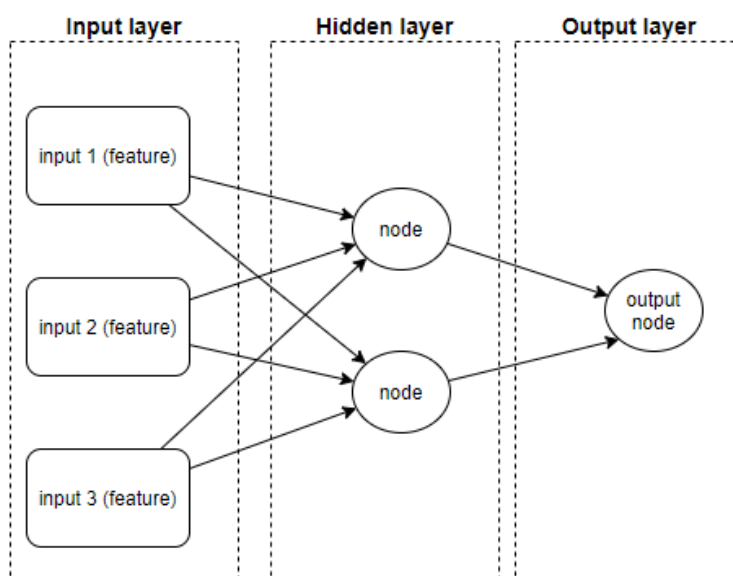 Input layer
Hidden layer
Output layer
input 1 (feature)
input 2 (feature)
input 3 (feature)
node
node
output
node